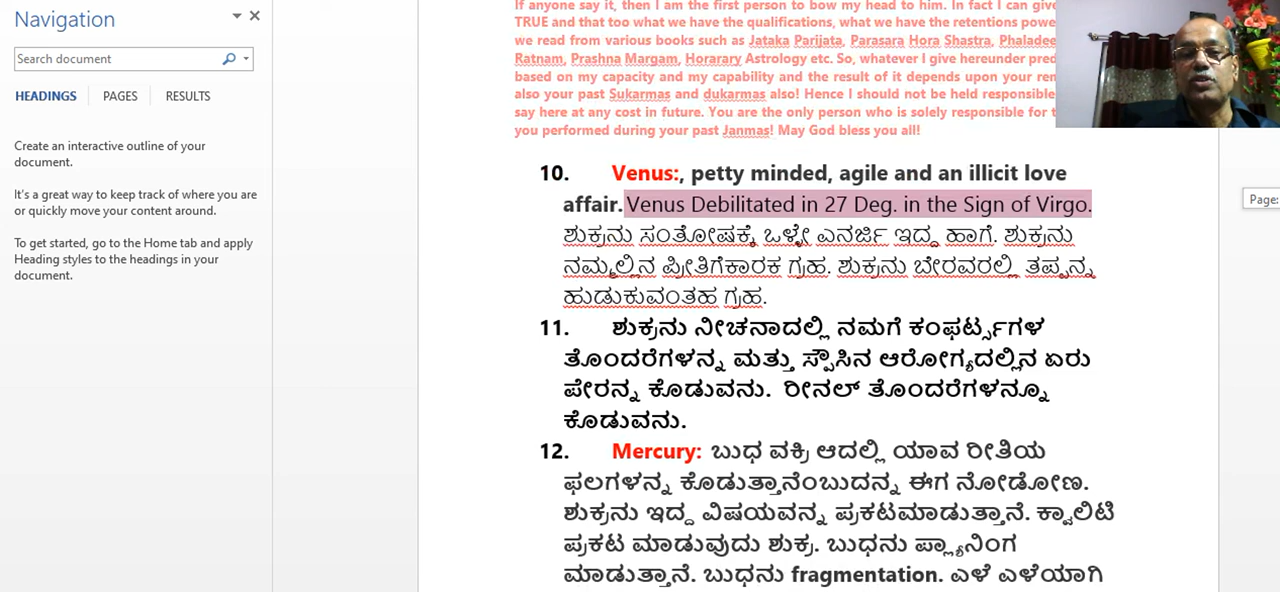 Navigation
Search document
HEADINGS
PAGES
RESULTS
Create an interactive outline of your
document.
It's a great way to keep track of where you are
or quickly move your content around.
To get started, go to the Home tab and apply
Heading styles to the headings in your
document.
If anyone say it, then I am the first person to bow my head to him. In fact I can give
TRUE and that too what we have the qualifications, what we have the retentions powe
we read from various books such as Jataka Parijata, Parasara Hora Shastra, Phaladee
Ratnam, Prashna Margam, Horarary Astrology etc. So, whatever I give hereunder pred
based on my capacity and my capability and the result of it depends upon your ren
also your past Sukarmas and dukarmas also! Hence I should not be held responsible
say here at any cost in future. You are the only person who is solely responsible for t
you performed during your past Janmas! May God bless you all!
10. Venus:, petty minded, agile and an illicit love
affair. Venus Debilitated in 27 Deg. in the Sign of Virgo.
ಶುಕ್ರನು ಸಂತೋಷಕ್ಕೆ ಒಳ್ಳೇ ಎನರ್ಜಿ ಇದ್ದ ಹಾಗೆ. ಶುಕ್ರನು
ನಮ್ಮಲ್ಲಿನ ಪ್ರೀತಿಗೆಕಾರಕ ಗ್ರಹ. ಶುಕ್ರನು ಬೇರವರಲ್ಲಿ ತಪ್ಪನ್ನ
ಹುಡುಕುವಂತಹ ಗ್ರಹ.
11. ಶುಕ್ರನು ನೀಚನಾದಲ್ಲಿ ನಮಗೆ ಕಂಫರ್ಟ್ಸ್‌ಗಳ
ತೊಂದರೆಗಳನ್ನ ಮತ್ತು ಸ್ಪೌಸಿನ ಆರೋಗ್ಯದಲ್ಲಿನ ಏರು
ಪೇರನ್ನ ಕೊಡುವನು. ರೀನಲ್ ತೊಂದರೆಗಳನ್ನೂ
ಕೊಡುವನು.
12. Mercury: ಬುಧ ವಕ್ರಿ ಆದಲ್ಲಿ ಯಾವ ರೀತಿಯ
ಫಲಗಳನ್ನ ಕೊಡುತ್ತಾನೆಂಬುದನ್ನ ಈಗ ನೋಡೋಣ.
ಶುಕ್ರನು ಇದ್ದ ವಿಷಯವನ್ನ ಪ್ರಕಟಮಾಡುತ್ತಾನೆ. ಕ್ವಾಲಿಟಿ
ಪ್ರಕಟ ಮಾಡುವುದು ಶುಕ್ರ. ಬುಧನು ಪ್ಲ್ಯಾನಿಂಗ
ಮಾಡುತ್ತಾನೆ. ಬುಧನು fragmentation. ಎಳೆ ಎಳೆಯಾಗಿ
Page: